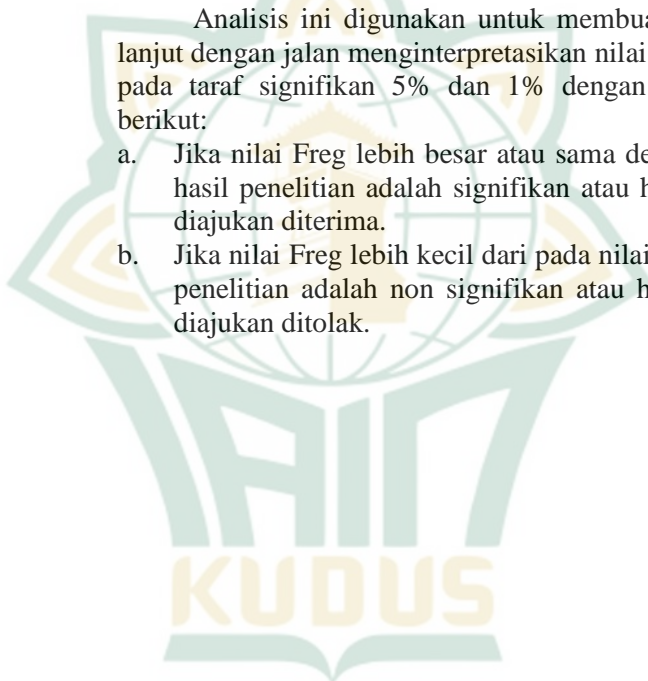 Analisis ini digunakan untuk
lanjut dengan jalan menginterpretasikan nilai
pada taraf signifikan 5% dan 1% dengan
berikut:
a. Jika nilai Freg lebih besar atau sama
hasil penelitian adalah signifikan atau
diajukan diterima.
b. Jika nilai Freg lebih kecil dari pada nilai
penelitian adalah non signifikan atau
diajukan ditolak.
IAIN
KUDUS